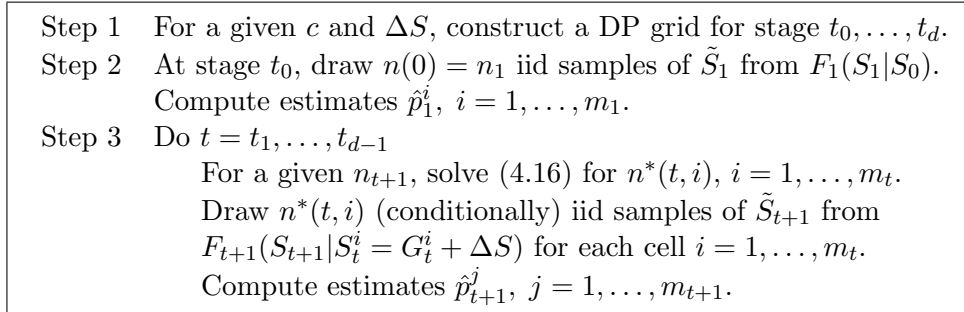 Step 1 For a given c and ΔS, construct a DP grid for stage t₀, . . . , t_d.
Step 2 At stage t₀, draw n(0) = n₁ iid samples of S̃₁ from F₁(S₁|S₀).
Compute estimates p̂₁ⁱ, i = 1, . . . , m₁.
Step 3 Do t = t₁, . . . , t_{d−1}
For a given n_{t+1}, solve (4.16) for n*(t, i), i = 1, . . . , m_t.
Draw n*(t, i) (conditionally) iid samples of S̃_{t+1} from
F_{t+1}(S_{t+1}|S_t^i = G_t^i + ΔS) for each cell i = 1, . . . , m_t.
Compute estimates p̂_{t+1}^j, j = 1, . . . , m_{t+1}.